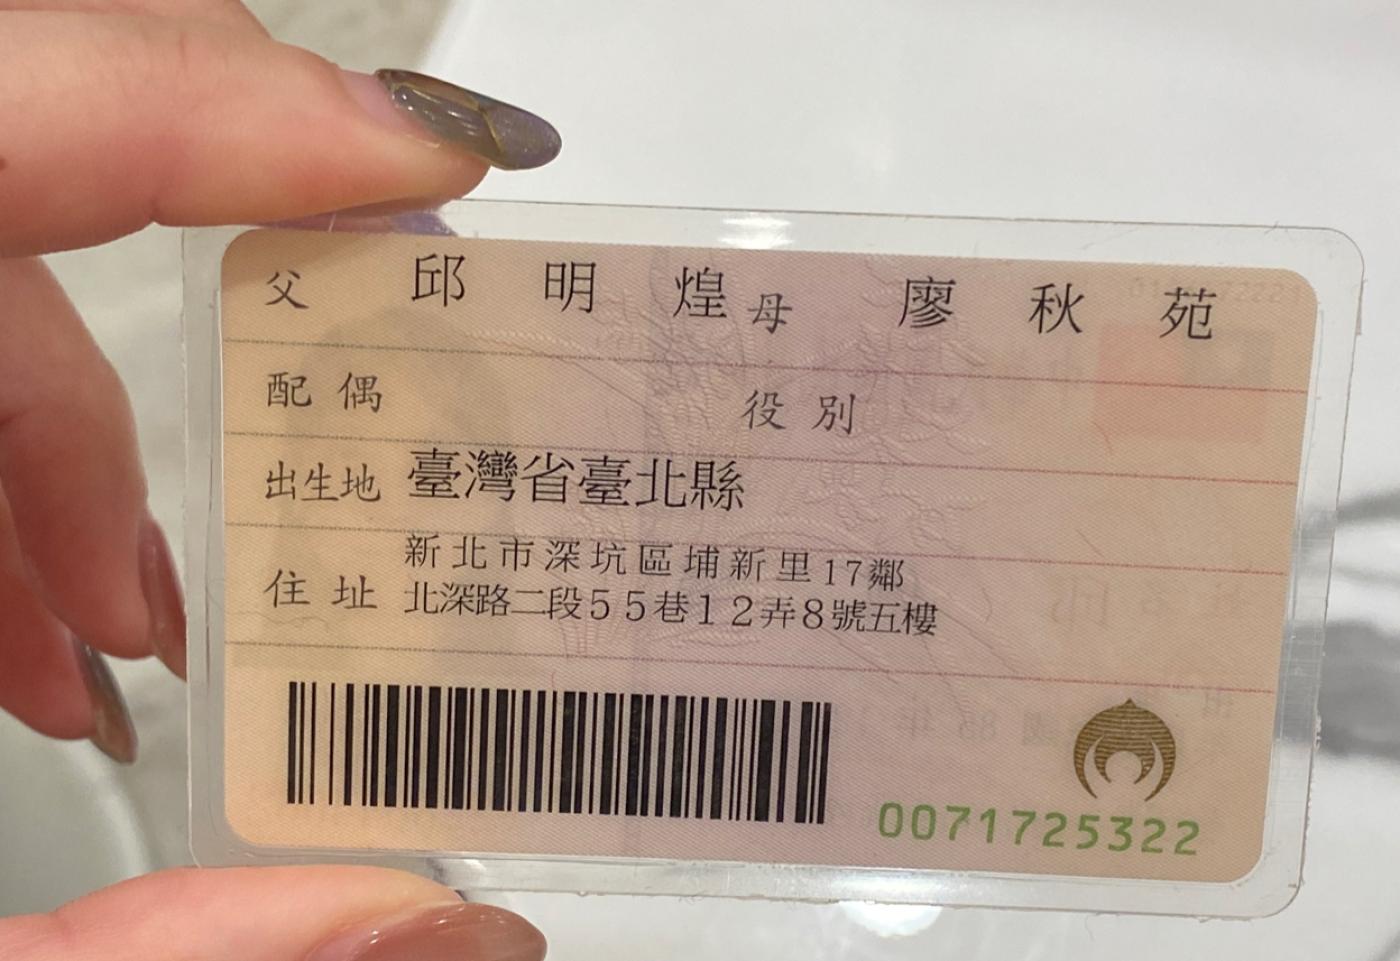 父 邱明煌 母 廖秋苑
配偶 役別
出生地 臺灣省臺北縣
住址 新北市深坑區埔新里17鄰
北深路二段55巷12弄8號五樓
0071725322